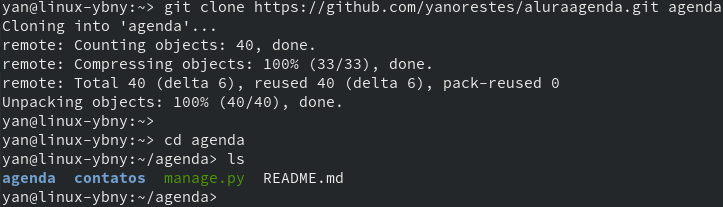 yan@linux-ybny:~> git clone https://github.com/yanorestes/aluraagenda.git agenda
Cloning into 'agenda'...
remote: Counting objects: 40, done.
remote: Compressing objects: 100% (33/33), done.
remote: Total 40 (delta 6), reused 40 (delta 6), pack-reused 0
Unpacking objects: 100% (40/40), done.
yan@linux-ybny:~>
yan@linux-ybny:~> cd agenda
yan@linux-ybny:~/agenda> ls
agenda  contatos  manage.py  README.md
yan@linux-ybny:~/agenda>